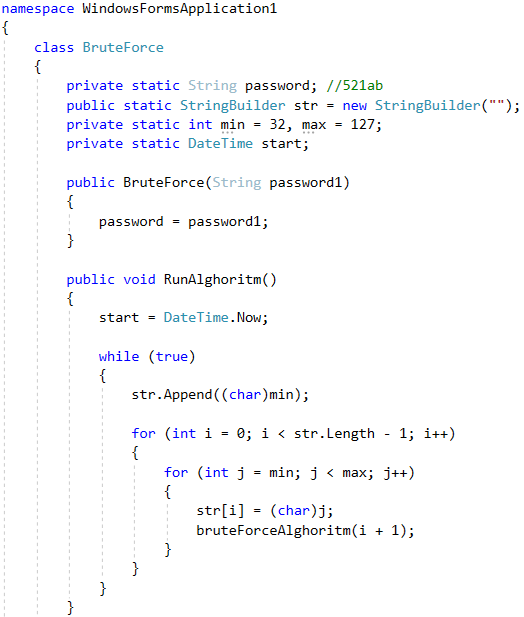 namespace WindowsFormsApplication1
{
class BruteForce
{
private static String password; //521ab
public static StringBuilder str = new StringBuilder("");
private static int min = 32, max = 127;
private static DateTime start;
public BruteForce(String password1)
{
password = password1;
}
public void RunAlghoritm()
{
start = DateTime.Now;
while (true)
{
str.Append((char)min);
for (int i = 0; i < str.Length - 1; i++)
{
for (int j = min; j < max; j++)
{
str[i] = (char)j;
bruteForceAlghoritm(i + 1);
}
}
}
}